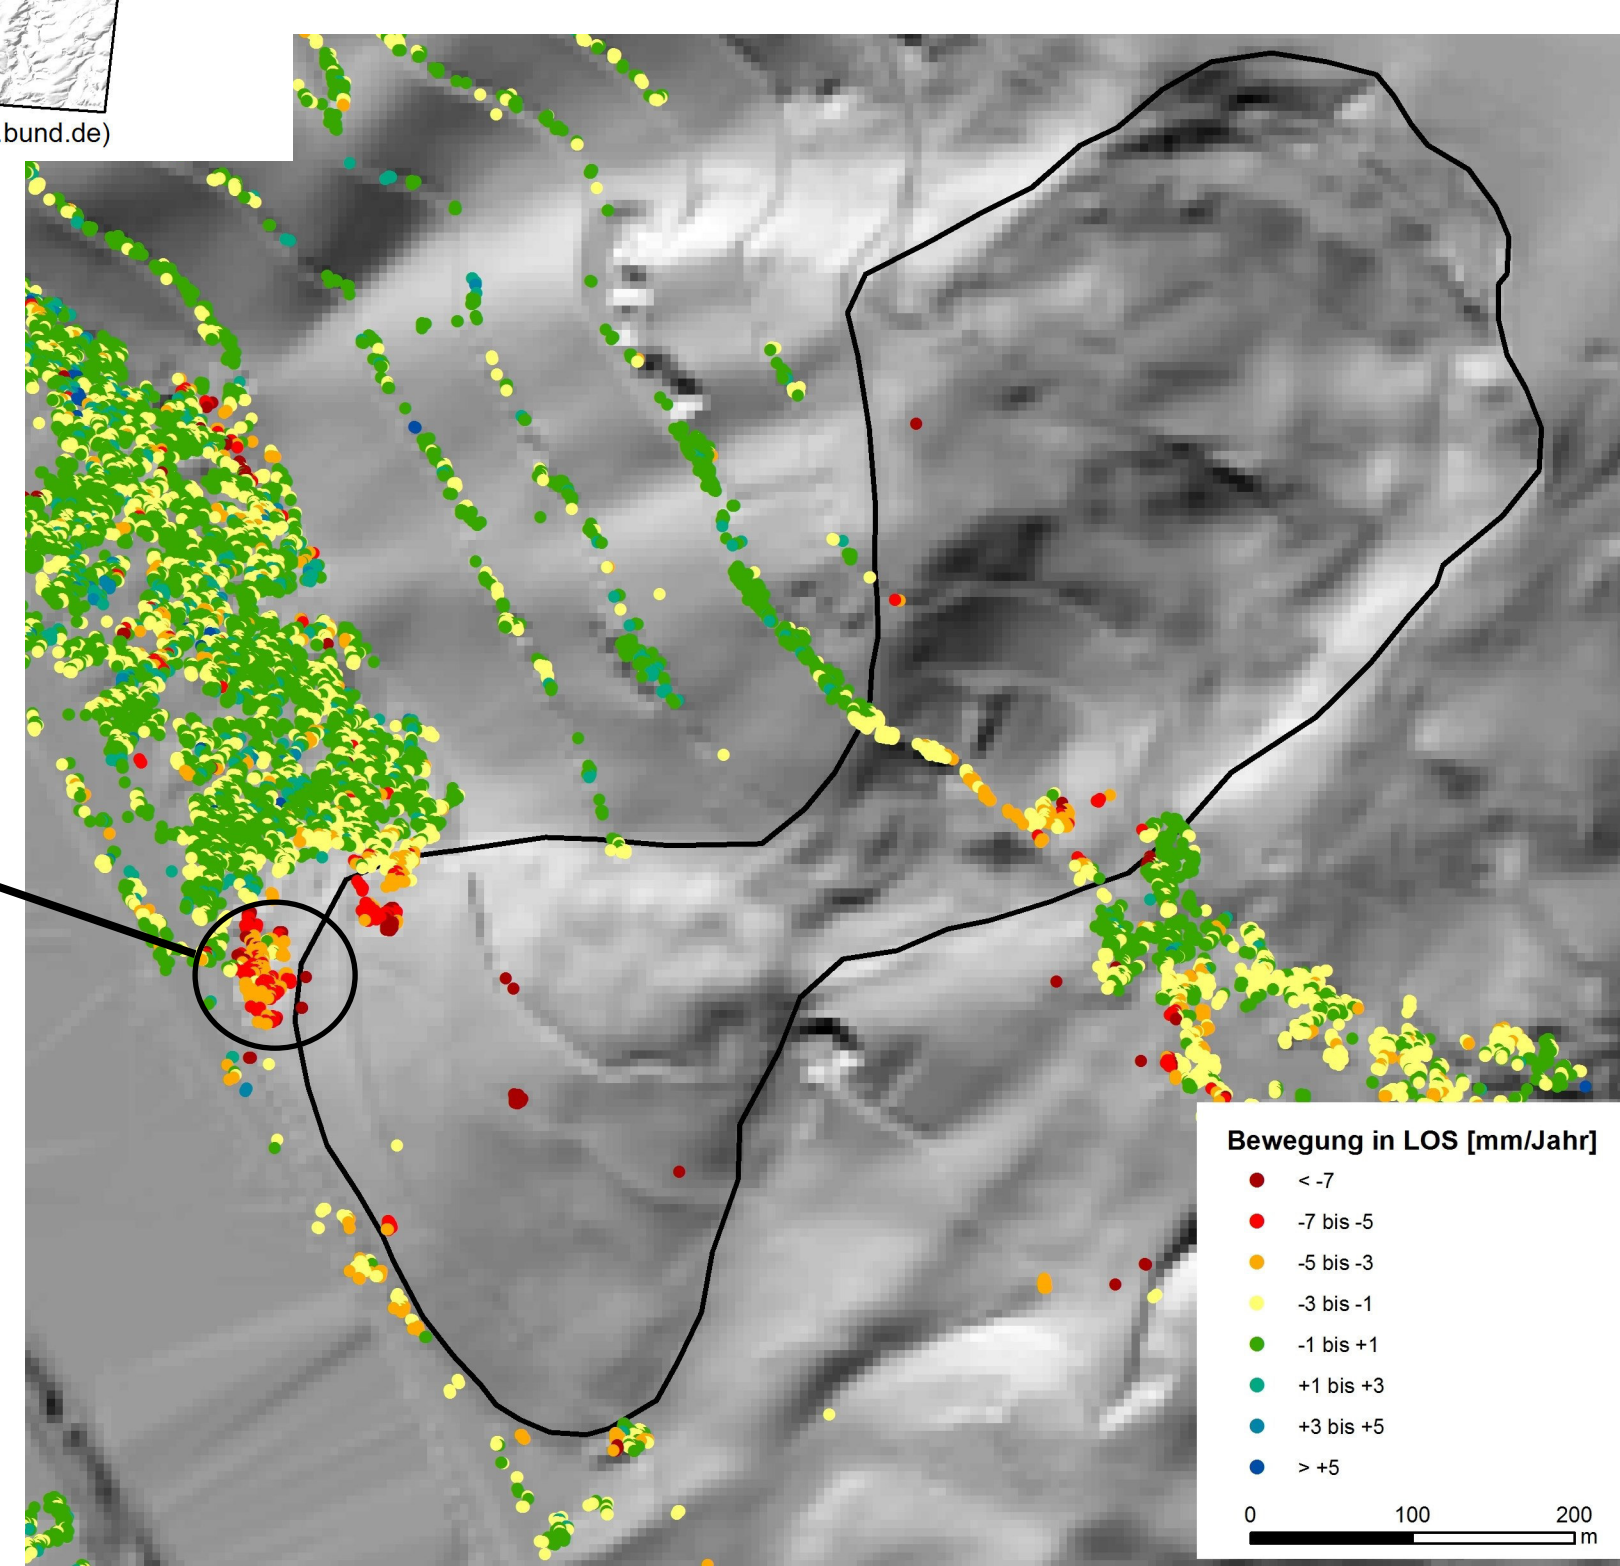 .bund.de)
Bewegung in LOS [mm/Jahr]
< -7
-7 bis -5
-5 bis -3
-3 bis -1
-1 bis +1
+1 bis +3
+3 bis +5
> +5
0 100 200
m